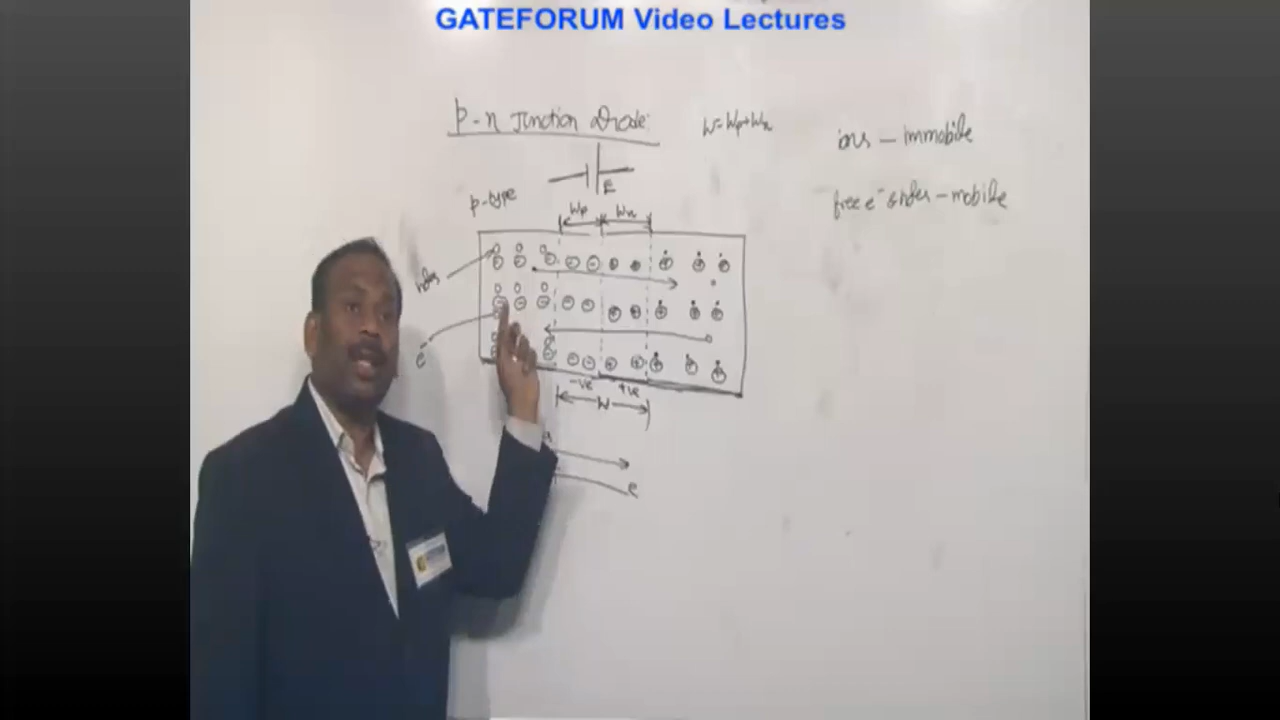 GATEFORUM Video Lectures
p-n Junction Diode
W=Wp+Wn
ions - immobile
E
p-type
free e- & holes - mobile
Wp Wn
holes
e-
-ve +ve
W
e